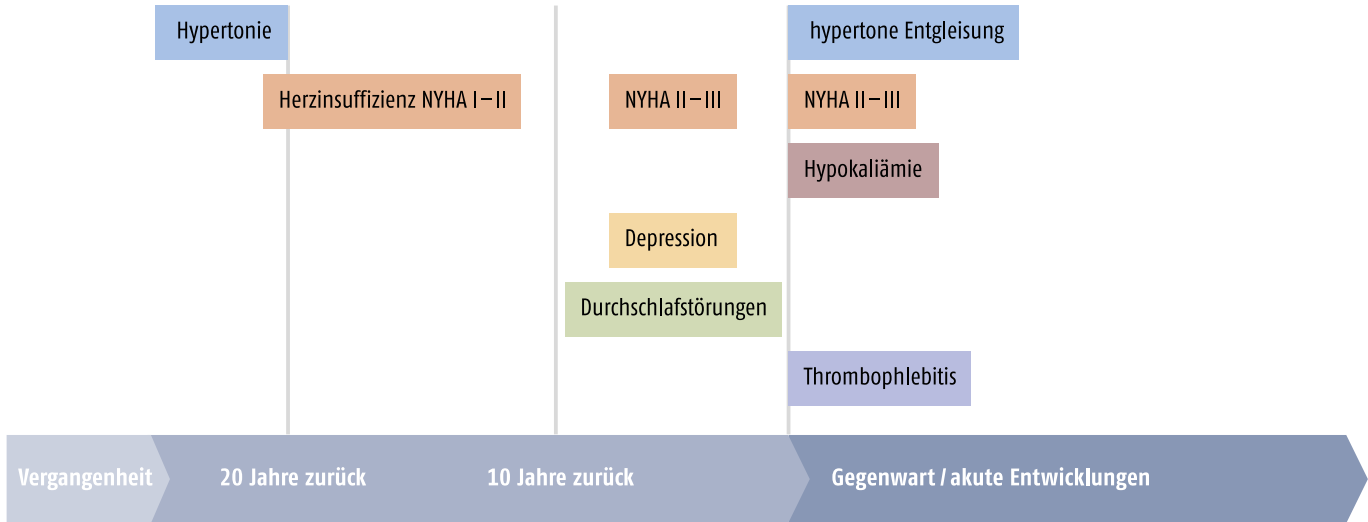 Hypertonie
hypertone Entgleisung
Herzinsuffizienz NYHA I–II
NYHA II–III
NYHA II–III
Hypokaliämie
Depression
Durchschlafstörungen
Thrombophlebitis
Vergangenheit
20 Jahre zurück
10 Jahre zurück
Gegenwart / akute Entwicklungen